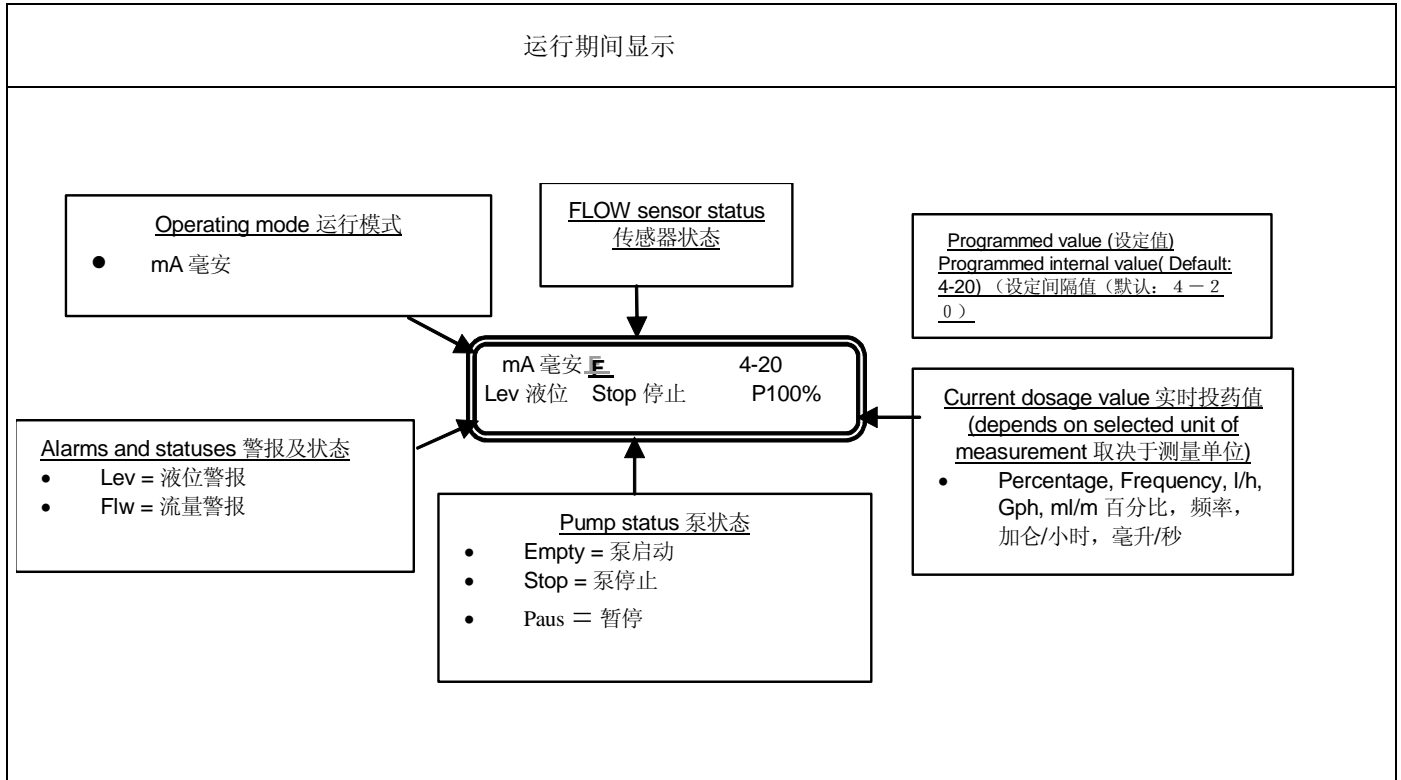 运行期间显示
Operating mode 运行模式
● mA 毫安
FLOW sensor status
传感器状态
Programmed value (设定值)
Programmed internal value( Default:
4-20) （设定间隔值（默认：４－２
０）
mA 毫安 F 4-20
Lev 液位 Stop 停止 P100%
Alarms and statuses 警报及状态
• Lev = 液位警报
• Flw = 流量警报
Pump status 泵状态
• Empty = 泵启动
• Stop = 泵停止
• Paus ＝ 暂停
Current dosage value 实时投药值
(depends on selected unit of
measurement 取决于测量单位)
• Percentage, Frequency, l/h,
Gph, ml/m 百分比，频率，
加仑/小时，毫升/秒